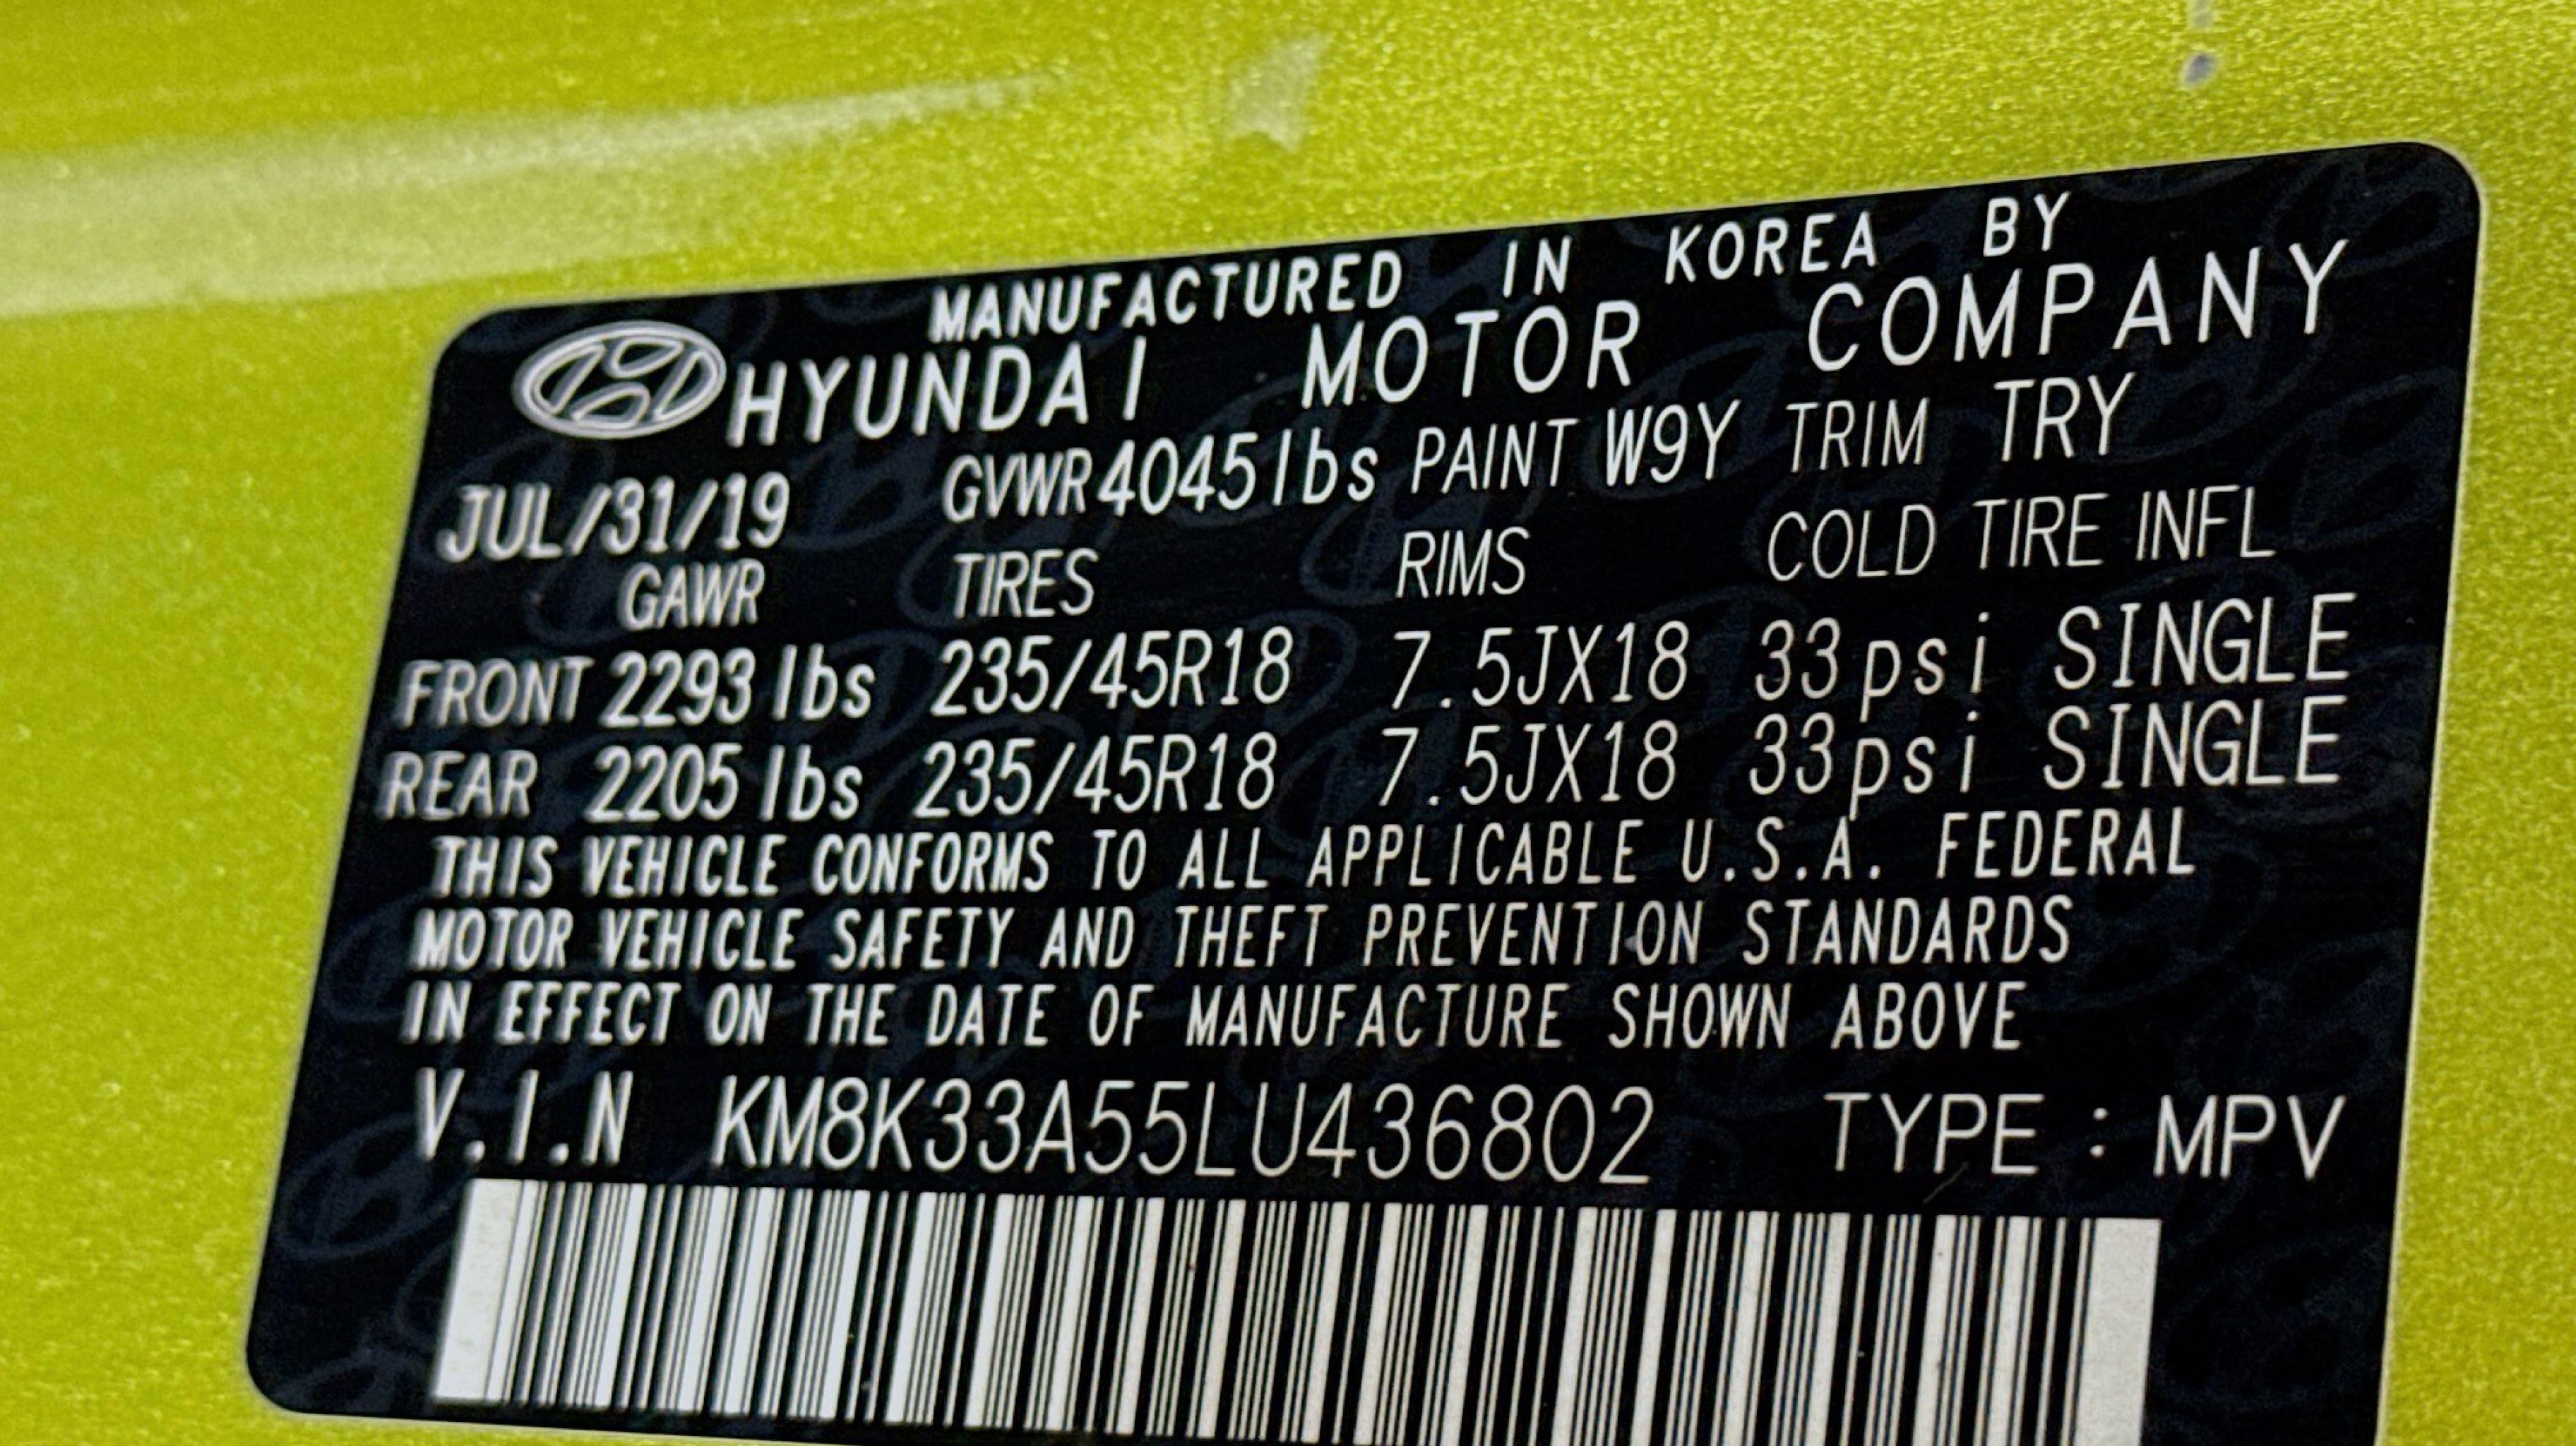 MANUFACTURED IN KOREA BY
HYUNDAI MOTOR COMPANY
JUL/31/19 GVWR 4045lbs PAINT W9Y TRIM TRY
GAWR TIRES RIMS COLD TIRE INFL
FRONT 2293 lbs 235/45R18 7.5JX18 33psi SINGLE
REAR 2205 lbs 235/45R18 7.5JX18 33psi SINGLE
THIS VEHICLE CONFORMS TO ALL APPLICABLE U.S.A. FEDERAL
MOTOR VEHICLE SAFETY AND THEFT PREVENTION STANDARDS
IN EFFECT ON THE DATE OF MANUFACTURE SHOWN ABOVE
V.I.N KM8K33A55LU436802 TYPE : MPV